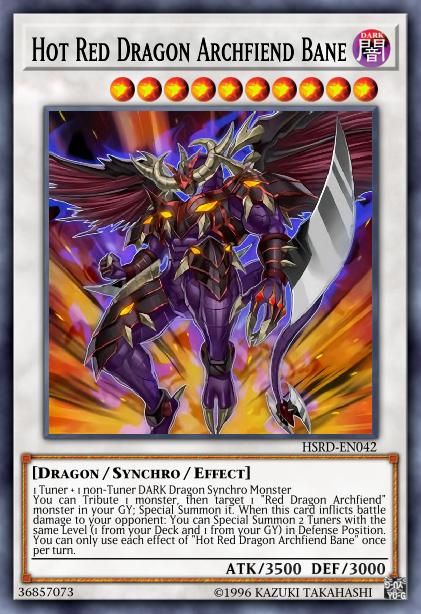 Hot Red Dragon Archfiend Bane
DARK
闇
HSRD-EN042
[Dragon / Synchro / Effect]
1 Tuner + 1 non-Tuner DARK Dragon Synchro Monster
You can Tribute 1 monster, then target 1 "Red Dragon Archfiend"
monster in your GY; Special Summon it. When this card inflicts battle
damage to your opponent: You can Special Summon 2 Tuners with the
same Level (1 from your Deck and 1 from your GY) in Defense Position.
You can only use each effect of "Hot Red Dragon Archfiend Bane" once
per turn.
ATK/3500 DEF/3000
36857073
©1996 KAZUKI TAKAHASHI